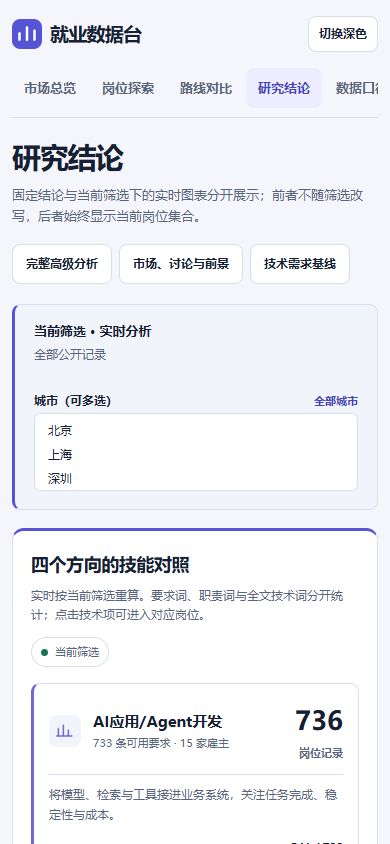 就业数据台
切换深色
市场总览 岗位探索 路线对比 研究结论 数据口
研究结论
固定结论与当前筛选下的实时图表分开展示；前者不随筛选改
写，后者始终显示当前岗位集合。
完整高级分析 市场、讨论与前景 技术需求基线
当前筛选 · 实时分析
全部公开记录
城市（可多选） 全部城市
北京
上海
深圳
四个方向的技能对照
实时按当前筛选重算。要求词、职责词与全文技术词分开统
计；点击技术项可进入对应岗位。
当前筛选
AI应用/Agent开发 736
733 条可用要求 · 15 家雇主 岗位记录
将模型、检索与工具接进业务系统，关注任务完成、稳
定性与成本。